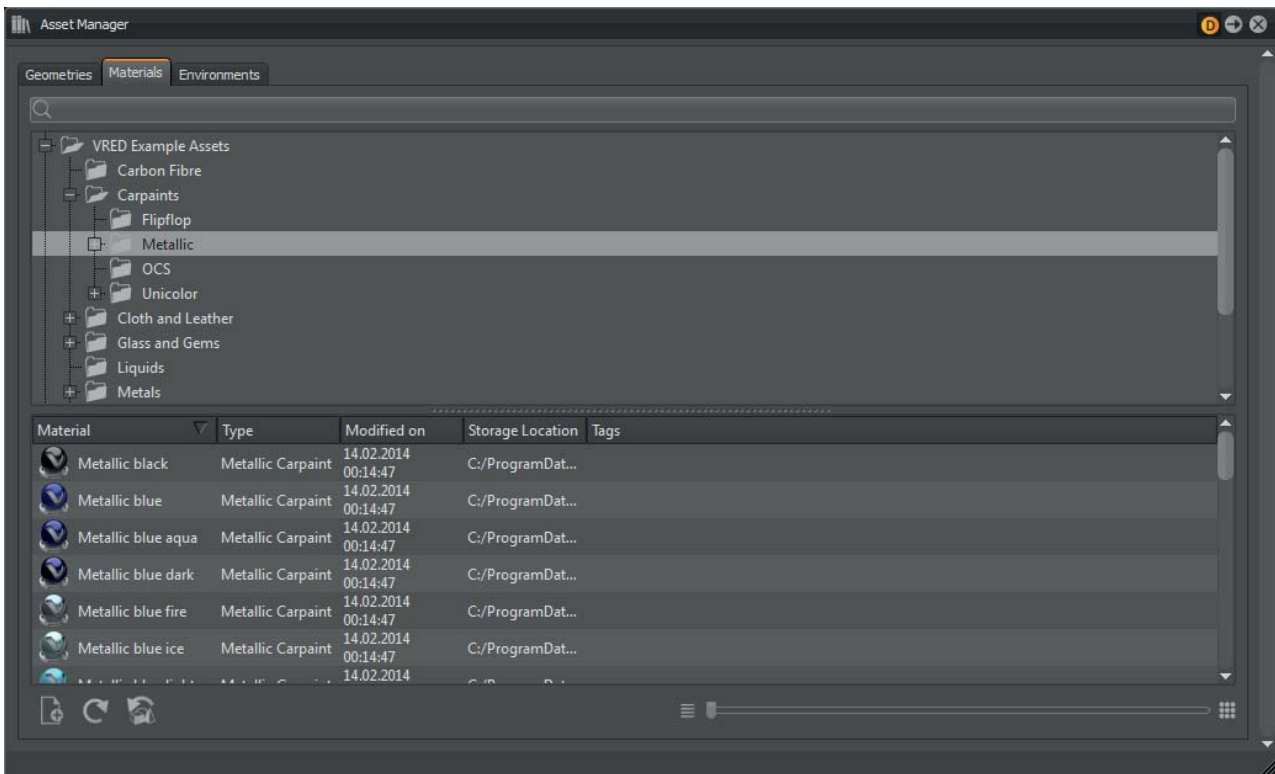 Asset Manager
D
Geometries Materials Environments
VRED Example Assets
Carbon Fibre
Carpaints
Flipflop
Metallic
OCS
Unicolor
Cloth and Leather
Glass and Gems
Liquids
Metals
Material Type Modified on Storage Location Tags
Metallic black Metallic Carpaint 14.02.2014 00:14:47 C:/ProgramDat...
Metallic blue Metallic Carpaint 14.02.2014 00:14:47 C:/ProgramDat...
Metallic blue aqua Metallic Carpaint 14.02.2014 00:14:47 C:/ProgramDat...
Metallic blue dark Metallic Carpaint 14.02.2014 00:14:47 C:/ProgramDat...
Metallic blue fire Metallic Carpaint 14.02.2014 00:14:47 C:/ProgramDat...
Metallic blue ice Metallic Carpaint 14.02.2014 00:14:47 C:/ProgramDat...
14.02.2014